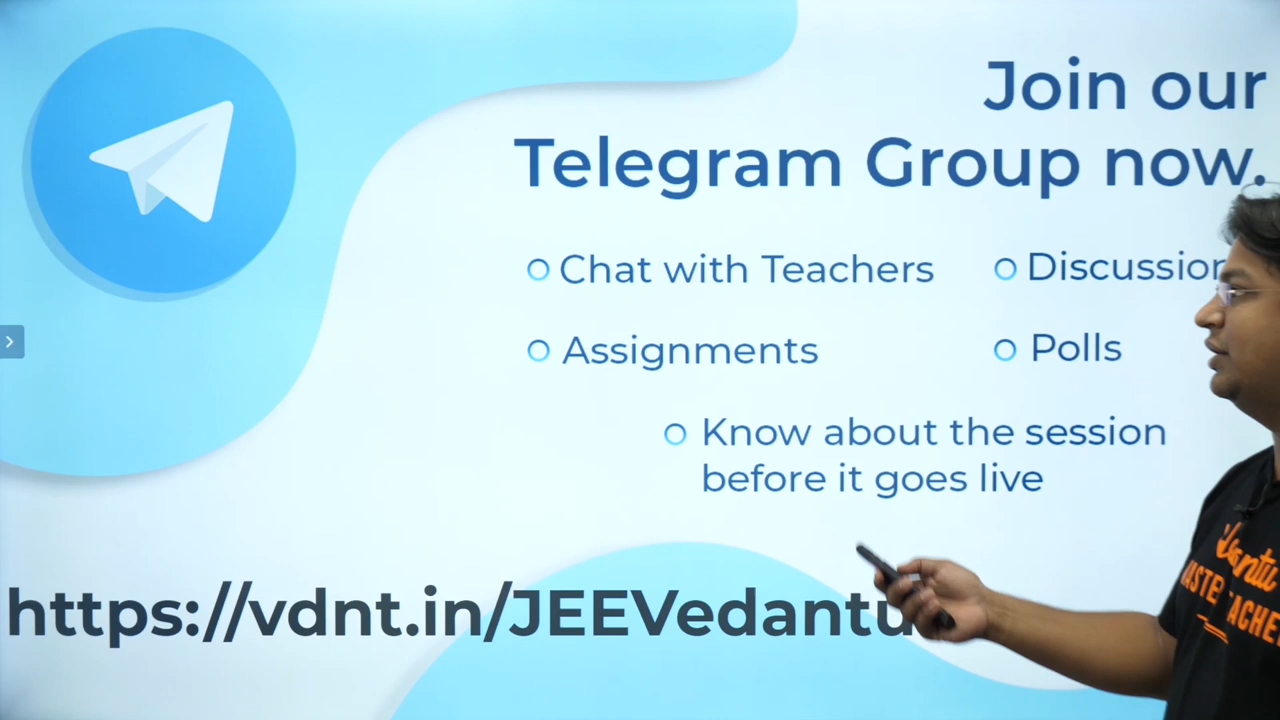 Join our
Telegram Group now.
Chat with Teachers Discussion
Assignments Polls
Know about the session
before it goes live
https://vdnt.in/JEEVedantu
Vedantu